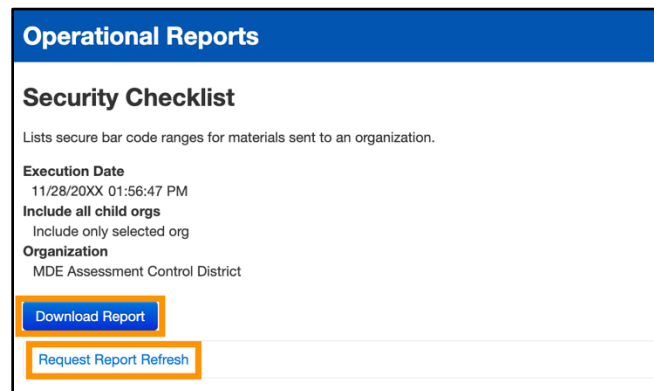 Operational Reports
Security Checklist
Lists secure bar code ranges for materials sent to an organization.
Execution Date
11/28/20XX 01:56:47 PM
Include all child orgs
Include only selected org
Organization
MDE Assessment Control District
Download Report
Request Report Refresh